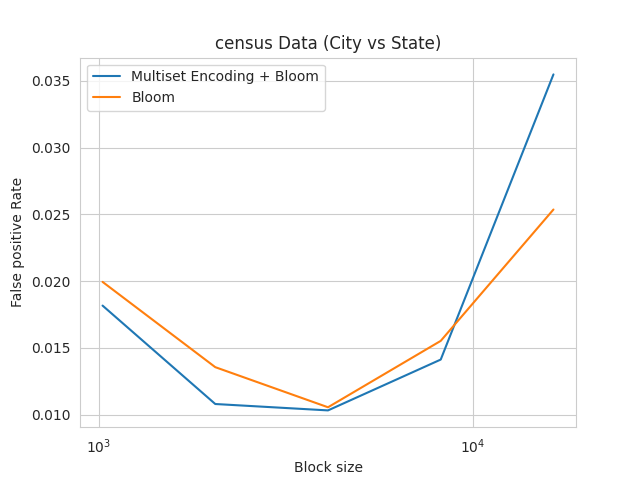 census Data (City vs State)
Multiset Encoding + Bloom
Bloom
False positive Rate
0.035
0.030
0.025
0.020
0.015
0.010
10³
10⁴
Block size